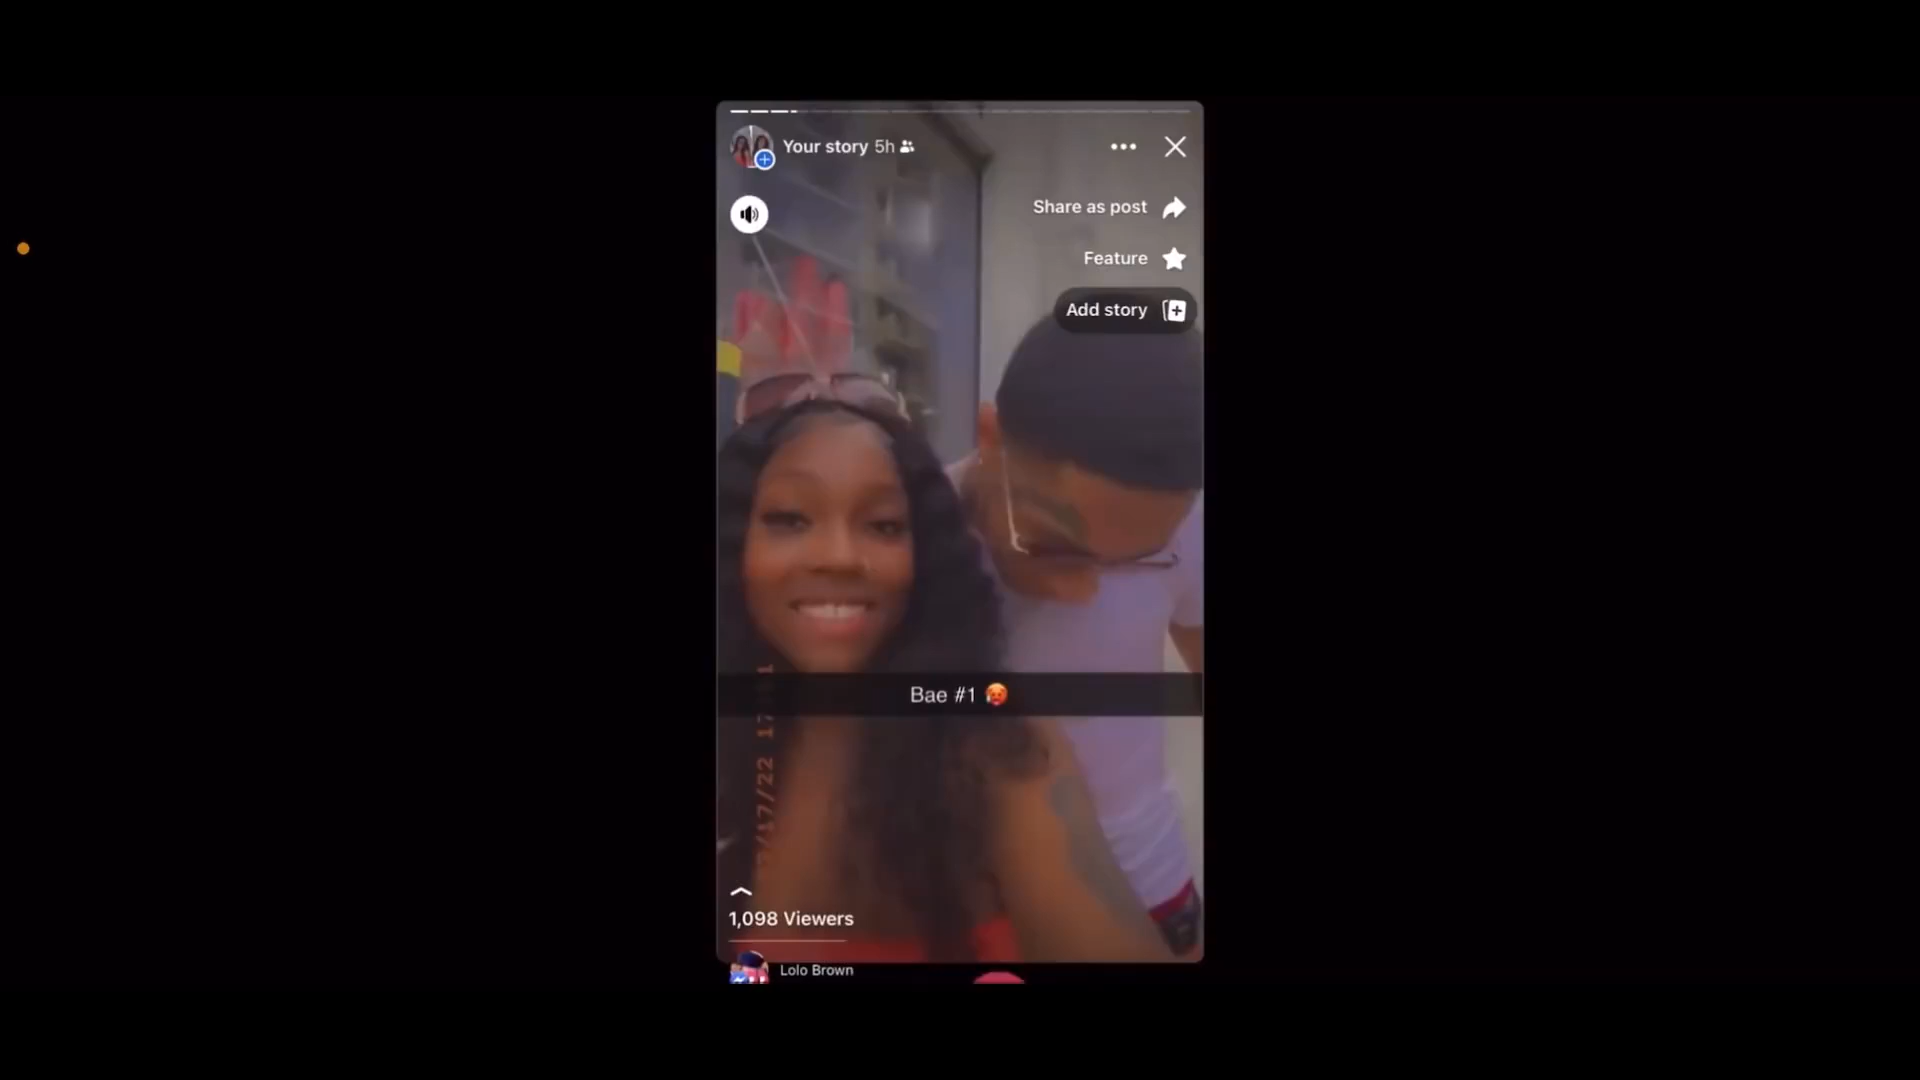 Your story 5h
Share as post
Feature
Add story
Bae #1 🥵
1,098 Viewers
Lolo Brown